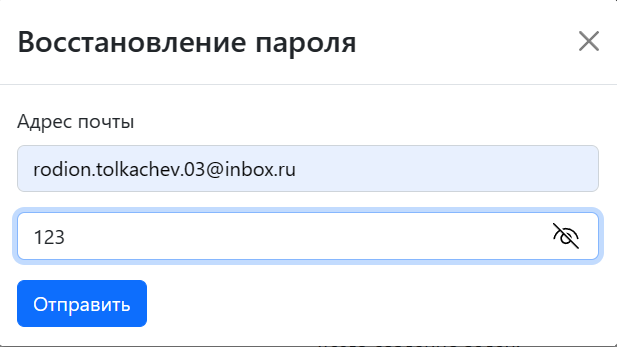 Восстановление пароля
Адрес почты
rodion.tolkachev.03@inbox.ru
123
Отправить